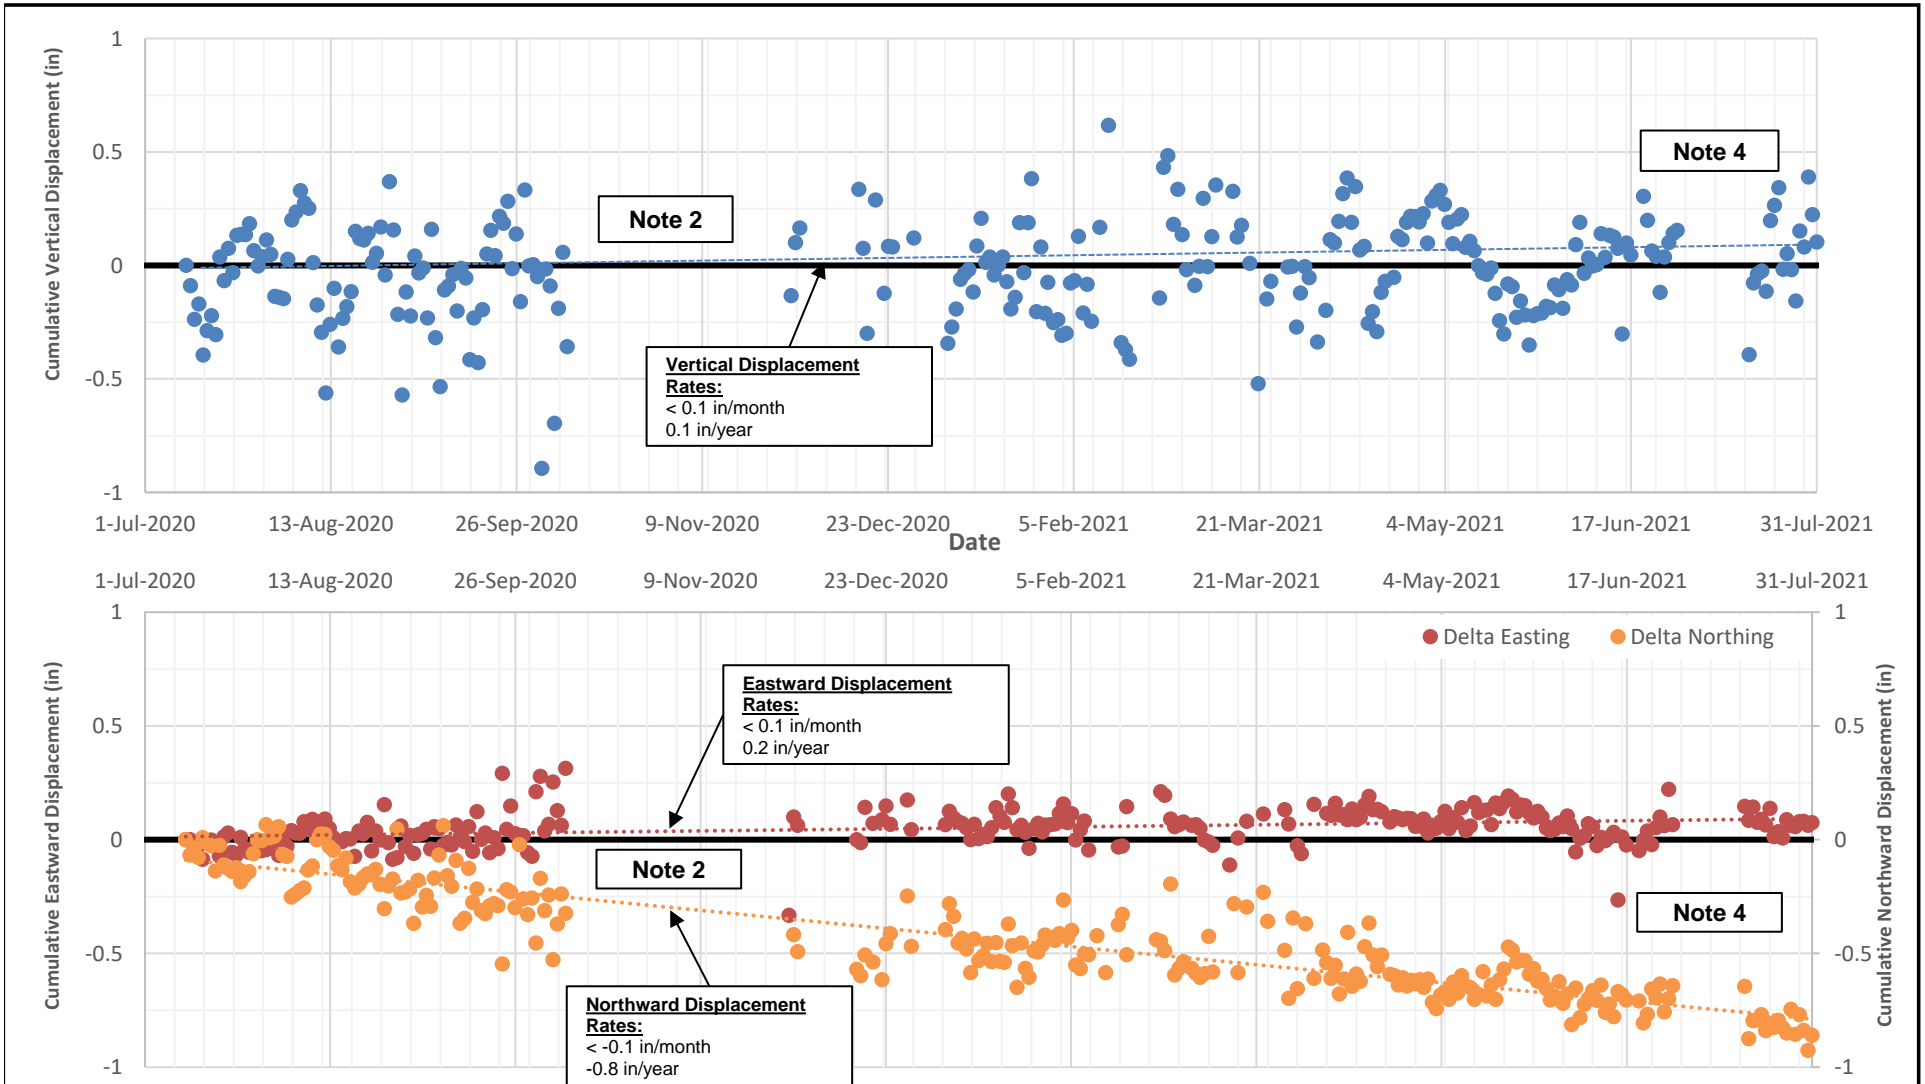 1
0.5
0
-0.5
-1
Cumulative Vertical Displacement (in)
Note 2
Note 4
Vertical Displacement
Rates:
< 0.1 in/month
0.1 in/year
1-Jul-2020 13-Aug-2020 26-Sep-2020 9-Nov-2020 23-Dec-2020 5-Feb-2021 21-Mar-2021 4-May-2021 17-Jun-2021 31-Jul-2021
Date
1-Jul-2020 13-Aug-2020 26-Sep-2020 9-Nov-2020 23-Dec-2020 5-Feb-2021 21-Mar-2021 4-May-2021 17-Jun-2021 31-Jul-2021
1
0.5
0
-0.5
-1
Cumulative Eastward Displacement (in)
Delta Easting Delta Northing
Eastward Displacement
Rates:
< 0.1 in/month
0.2 in/year
Note 2
Note 4
Northward Displacement
Rates:
< -0.1 in/month
-0.8 in/year
1
0.5
0
-0.5
-1
Cumulative Northward Displacement (in)